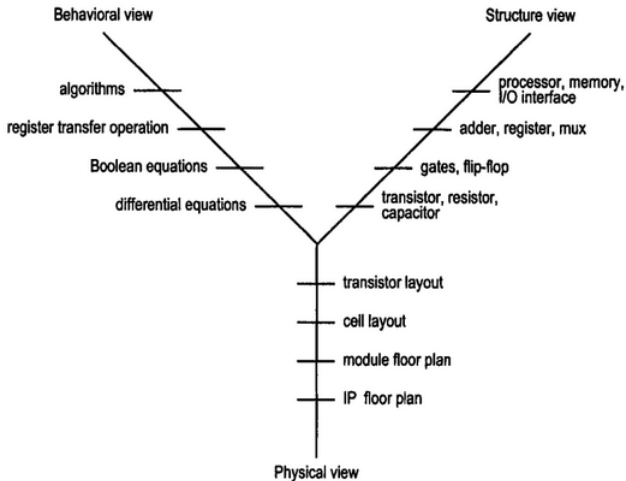 Behavioral view
Structure view
algorithms
processor, memory,
I/O interface
register transfer operation
adder, register, mux
Boolean equations
gates, flip-flop
differential equations
transistor, resistor,
capacitor
transistor layout
cell layout
module floor plan
IP floor plan
Physical view